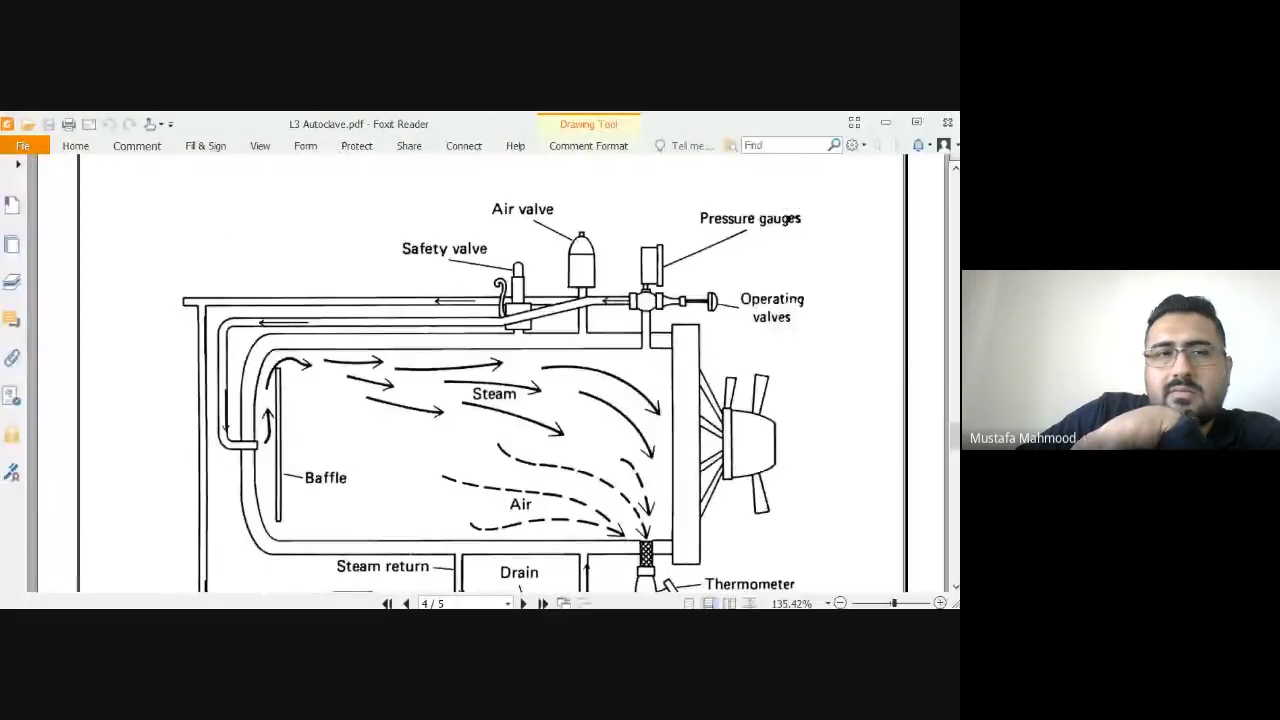 L3 Autoclave.pdf - Foxit Reader
Drawing Tool
File Home Comment Fill & Sign View Form Protect Share Connect Help Comment Format Tell me... Find
Air valve
Pressure gauges
Safety valve
Operating
valves
Steam
Baffle
Air
Steam return
Drain
Thermometer
4 / 5
135.42%
Mustafa Mahmood